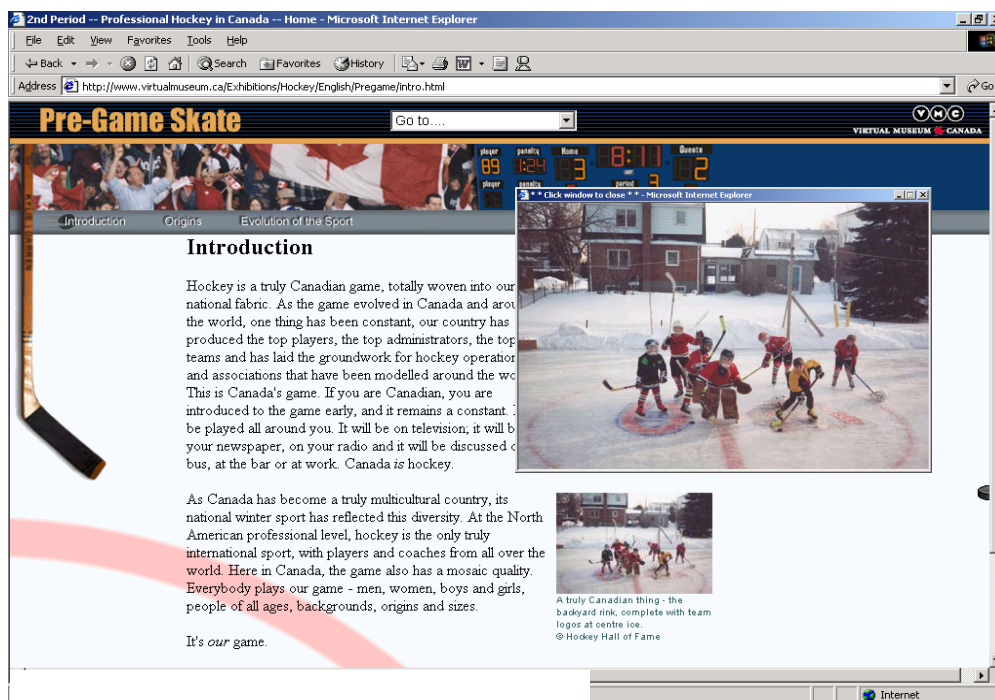 2nd Period -- Professional Hockey in Canada -- Home - Microsoft Internet Explorer
File Edit View Favorites Tools Help
Back Search Favorites History
Address http://www.virtualmuseum.ca/Exhibitions/Hockey/English/Pregame/intro.html Go
Pre-Game Skate
Go to....
VMC
VIRTUAL MUSEUM CANADA
player penalty Home Guests
89 1:24 3 8:11 2
player penalty period 3
* * Click window to close * * - Microsoft Internet Explorer
Introduction Origins Evolution of the Sport
Introduction
Hockey is a truly Canadian game, totally woven into our
national fabric. As the game evolved in Canada and
the world, one thing has been constant, our country has
produced the top players, the top administrators, the top
teams and has laid the groundwork for hockey
and associations that have been modelled around the
This is Canada's game. If you are Canadian, you are
introduced to the game early, and it remains a constant.
be played all around you. It will be on television; it will
your newspaper, on your radio and it will be discussed
bus, at the bar or at work. Canada is hockey.
As Canada has become a truly multicultural country, its
national winter sport has reflected this diversity. At the North
American professional level, hockey is the only truly
international sport, with players and coaches from all over the
world. Here in Canada, the game also has a mosaic quality.
Everybody plays our game - men, women, boys and girls,
people of all ages, backgrounds, origins and sizes.
It's our game.
A truly Canadian thing - the
backyard rink, complete with team
logos at centre ice.
© Hockey Hall of Fame
Internet